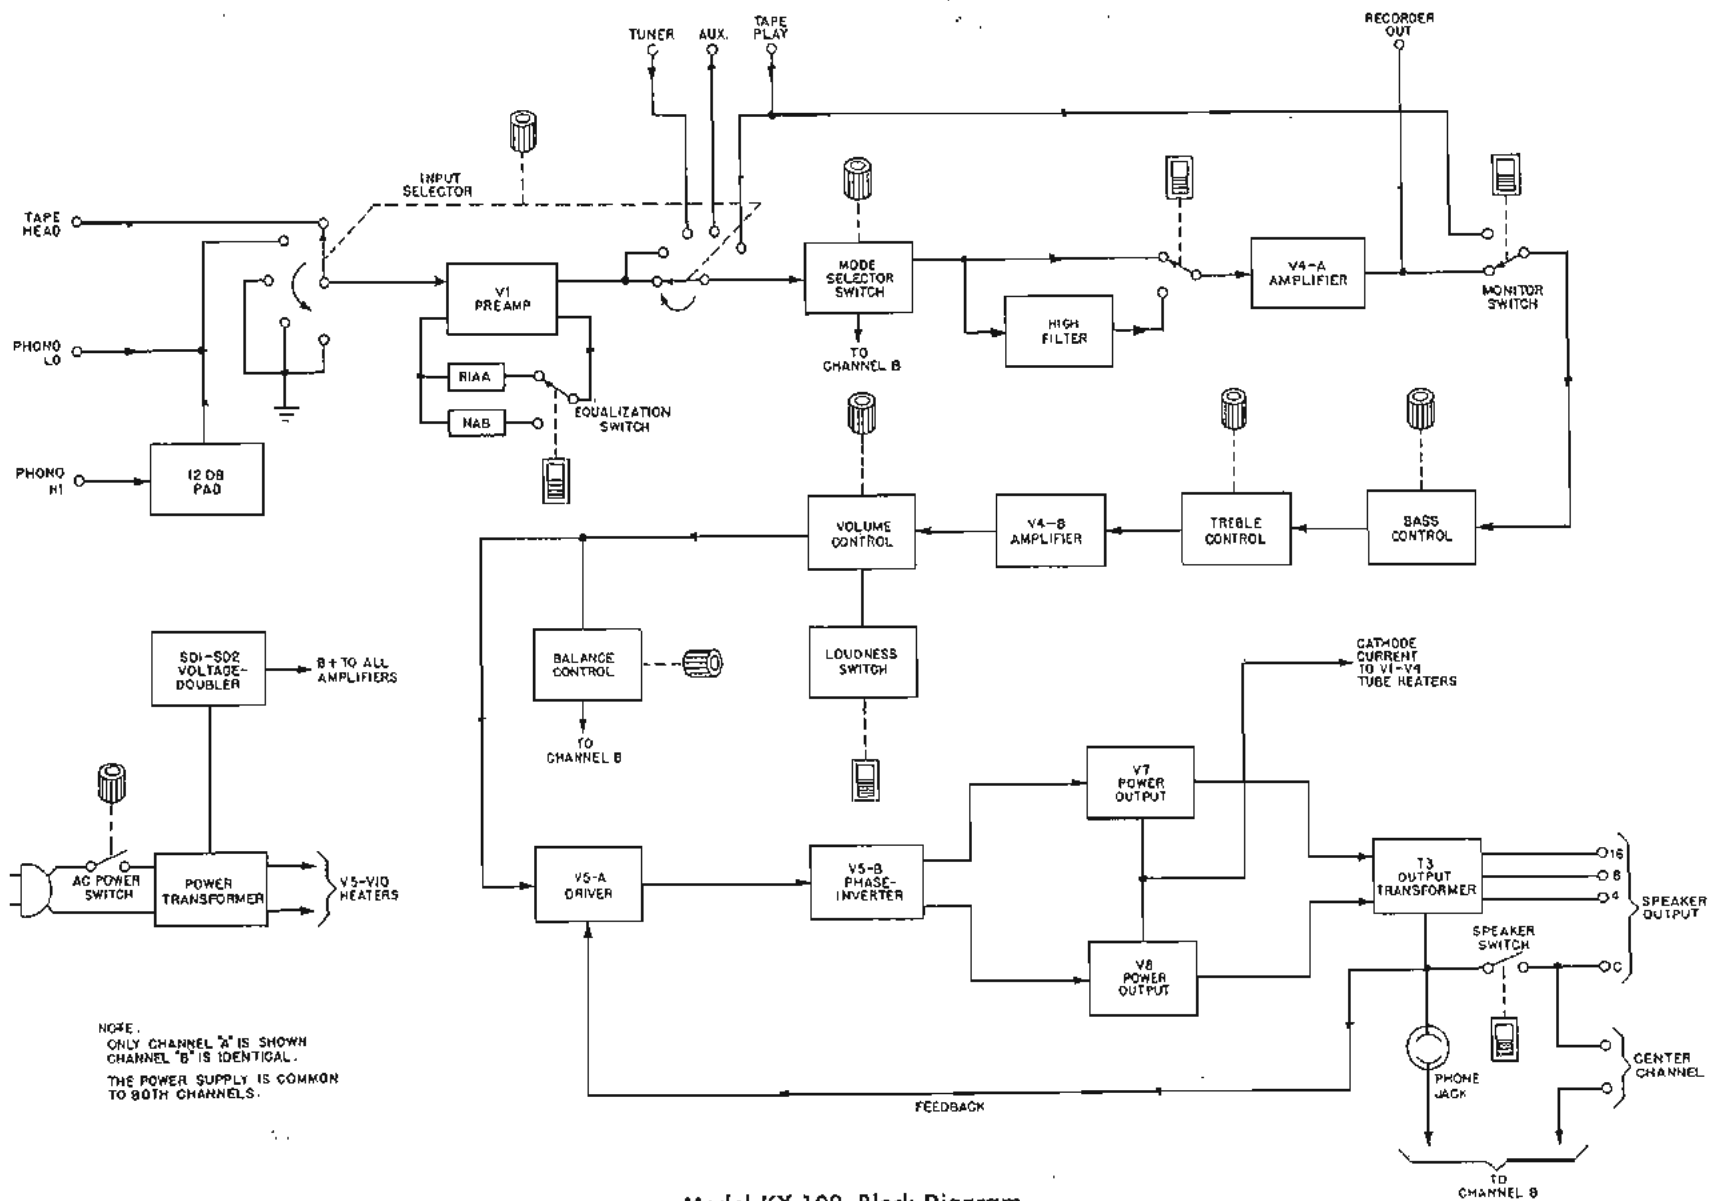 TUNER
AUX.
TAPE
PLAY
RECORDER
OUT
INPUT
SELECTOR
TAPE
HEAD
V1
PREAMP
MODE
SELECTOR
SWITCH
V4-A
AMPLIFIER
MONITOR
SWITCH
HIGH
FILTER
TO
CHANNEL B
PHONO
LO
RIAA
NAB
EQUALIZATION
SWITCH
PHONO
HI
12 DB
PAD
VOLUME
CONTROL
V4-B
AMPLIFIER
TREBLE
CONTROL
BASS
CONTROL
SD1-SD2
VOLTAGE-
DOUBLER
B+ TO ALL
AMPLIFIERS
BALANCE
CONTROL
LOUDNESS
SWITCH
CATHODE
CURRENT
TO V1-V4
TUBE HEATERS
TO
CHANNEL B
V7
POWER
OUTPUT
AC POWER
SWITCH
POWER
TRANSFORMER
V5-V10
HEATERS
V5-A
DRIVER
V5-B
PHASE-
INVERTER
T3
OUTPUT
TRANSFORMER
16
8
4
SPEAKER
OUTPUT
SPEAKER
SWITCH
C
V8
POWER
OUTPUT
NOTE.
ONLY CHANNEL "A" IS SHOWN
CHANNEL "B" IS IDENTICAL.
THE POWER SUPPLY IS COMMON
TO BOTH CHANNELS.
PHONE
JACK
CENTER
CHANNEL
FEEDBACK
TO
CHANNEL B